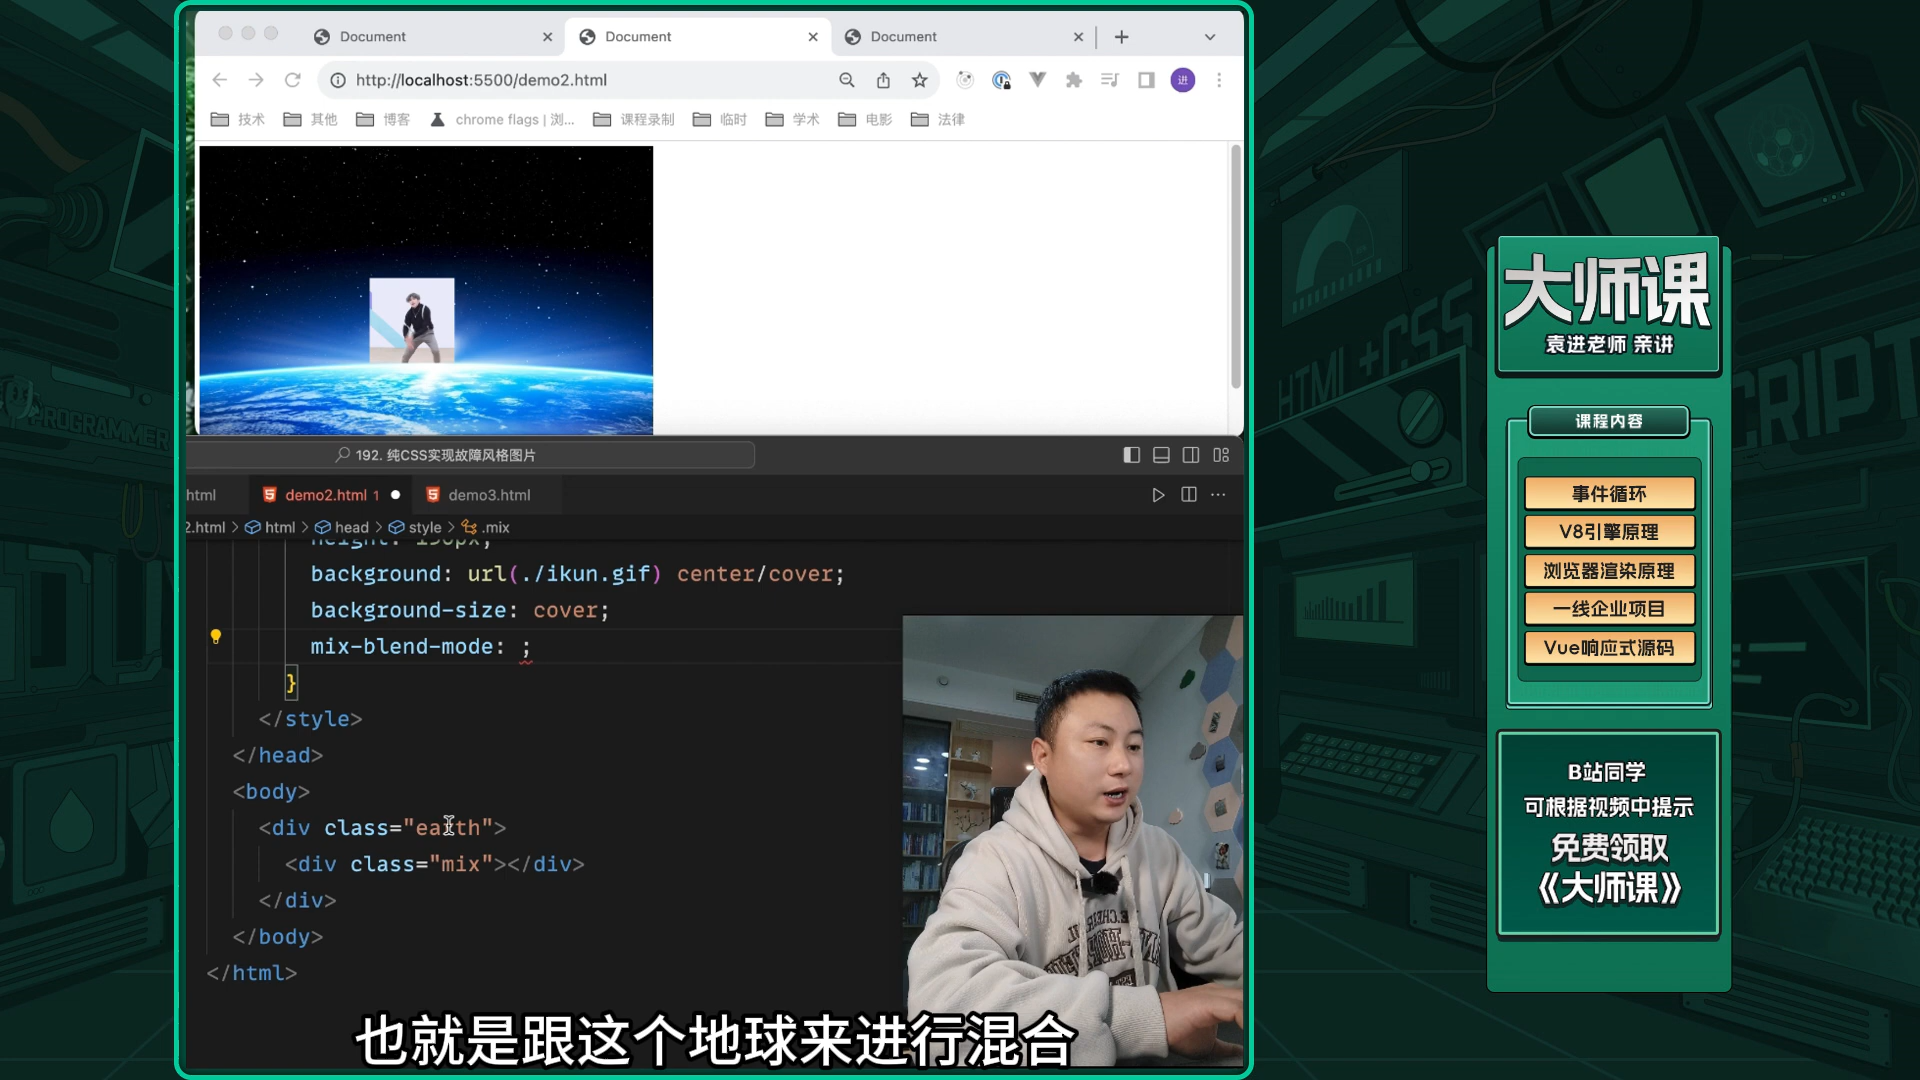 Document
Document
Document
http://localhost:5500/demo2.html
进
技术
其他
博客
chrome flags | 浏...
课程录制
临时
学术
电影
法律
192. 纯CSS实现故障风格图片
html
demo2.html 1
demo3.html
2.html > html > head > style > .mix
height: 150px;
background: url(./ikun.gif) center/cover;
background-size: cover;
mix-blend-mode: ;
}
</style>
</head>
<body>
<div class="earth">
<div class="mix"></div>
</div>
</body>
</html>
也就是跟这个地球来进行混合
大师课
袁进老师 亲讲
课程内容
事件循环
V8引擎原理
浏览器渲染原理
一线企业项目
Vue响应式源码
B站同学
可根据视频中提示
免费领取
《大师课》
PROGRAMMER
HTML+CSS
CRIPT